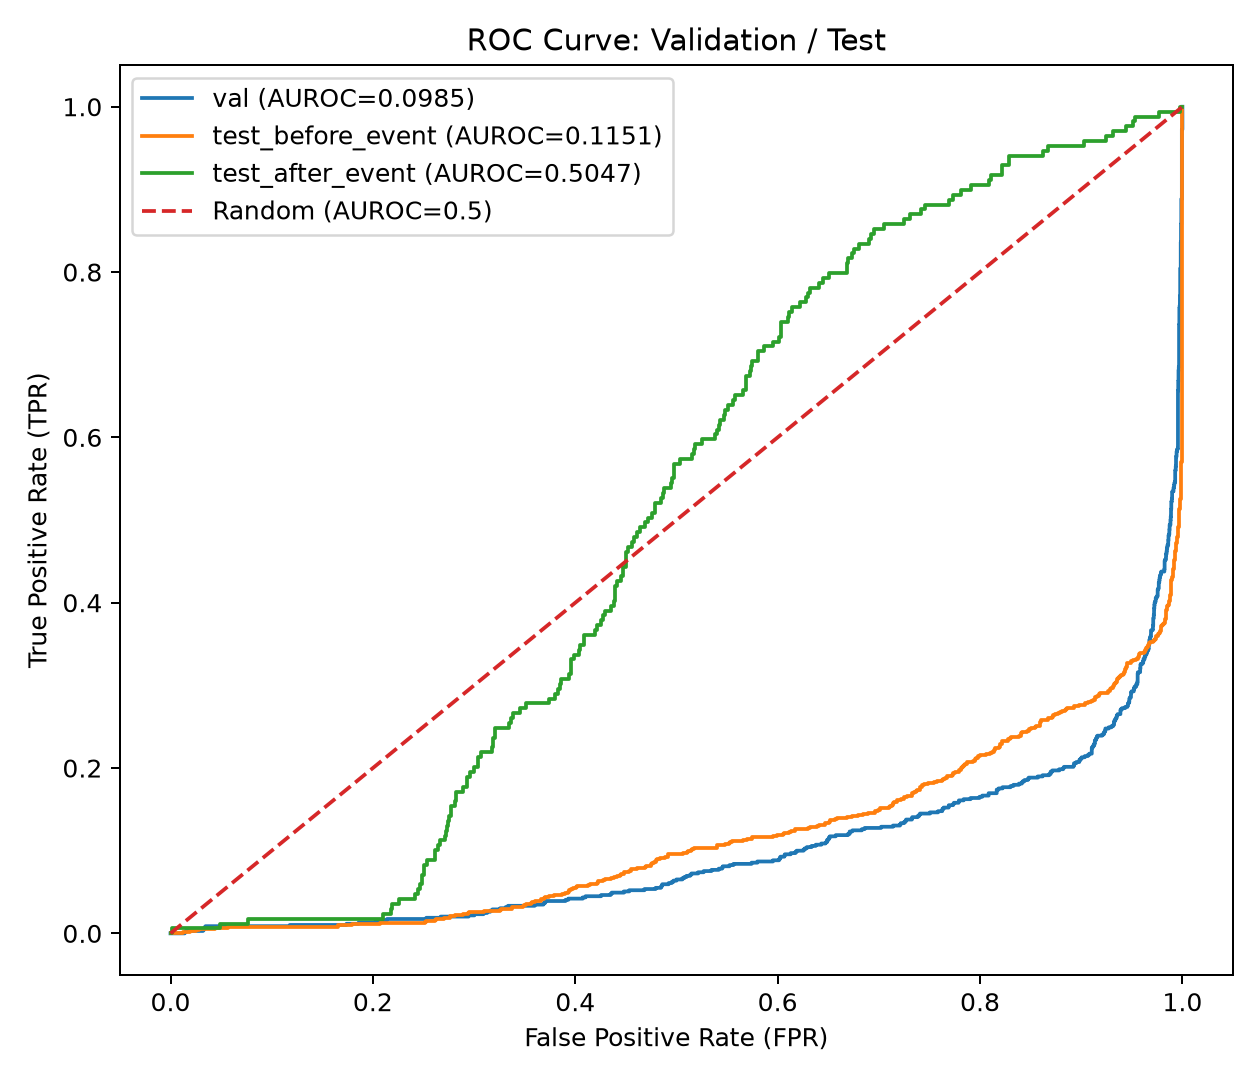 ROC Curve: Validation / Test
val (AUROC=0.0985)
test_before_event (AUROC=0.1151)
test_after_event (AUROC=0.5047)
Random (AUROC=0.5)
1.0
0.8
0.6
0.4
0.2
0.0
True Positive Rate (TPR)
0.0 0.2 0.4 0.6 0.8 1.0
False Positive Rate (FPR)